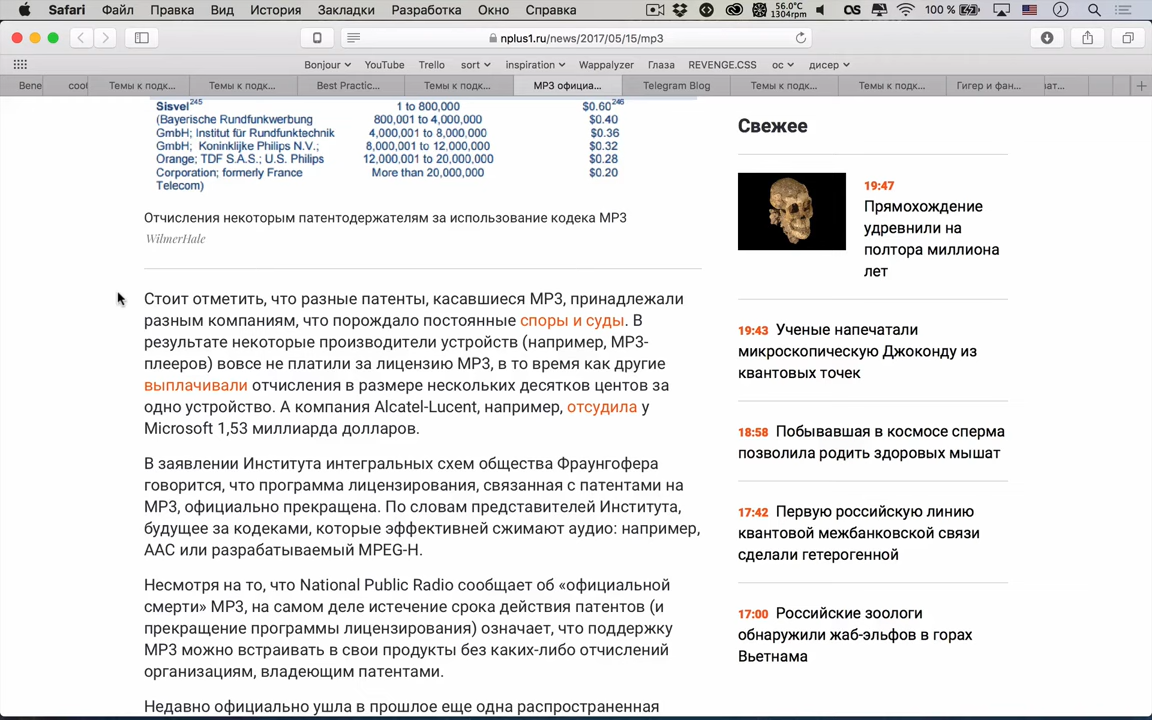 Safari Файл Правка Вид История Закладки Разработка Окно Справка 56.0°C 1304rpm 100 %
nplus1.ru/news/2017/05/15/mp3
Bonjour YouTube Trello sort inspiration Wappalyzer Глаза REVENGE.CSS ос дисер
Bene coo Темы к подк... Темы к подк... Best Practic... Темы к подк... MP3 официа... Telegram Blog Темы к подк... Темы к подк... Гигер и фан... ат...
Sisvel245 1 to 800,000 $0.60246
(Bayerische Rundfunkwerbung 800,001 to 4,000,000 $0.40
GmbH; Institut für Rundfunktechnik 4,000,001 to 8,000,000 $0.36
GmbH; Koninklijke Philips N.V.; 8,000,001 to 12,000,000 $0.32
Orange; TDF S.A.S.; U.S. Philips 12,000,001 to 20,000,000 $0.28
Corporation; formerly France More than 20,000,000 $0.20
Telecom)
Отчисления некоторым патентодержателям за использование кодека MP3
WilmerHale
Стоит отметить, что разные патенты, касавшиеся MP3, принадлежали
разным компаниям, что порождало постоянные споры и суды. В
результате некоторые производители устройств (например, MP3-
плееров) вовсе не платили за лицензию MP3, в то время как другие
выплачивали отчисления в размере нескольких десятков центов за
одно устройство. А компания Alcatel-Lucent, например, отсудила у
Microsoft 1,53 миллиарда долларов.
В заявлении Института интегральных схем общества Фраунгофера
говорится, что программа лицензирования, связанная с патентами на
MP3, официально прекращена. По словам представителей Института,
будущее за кодеками, которые эффективней сжимают аудио: например,
AAC или разрабатываемый MPEG-H.
Несмотря на то, что National Public Radio сообщает об «официальной
смерти» MP3, на самом деле истечение срока действия патентов (и
прекращение программы лицензирования) означает, что поддержку
MP3 можно встраивать в свои продукты без каких-либо отчислений
организациям, владеющим патентами.
Недавно официально ушла в прошлое еще одна распространенная
Свежее
19:47
Прямохождение
удревнили на
полтора миллиона
лет
19:43 Ученые напечатали
микроскопическую Джоконду из
квантовых точек
18:58 Побывавшая в космосе сперма
позволила родить здоровых мышат
17:42 Первую российскую линию
квантовой межбанковской связи
сделали гетерогенной
17:00 Российские зоологи
обнаружили жаб-эльфов в горах
Вьетнама